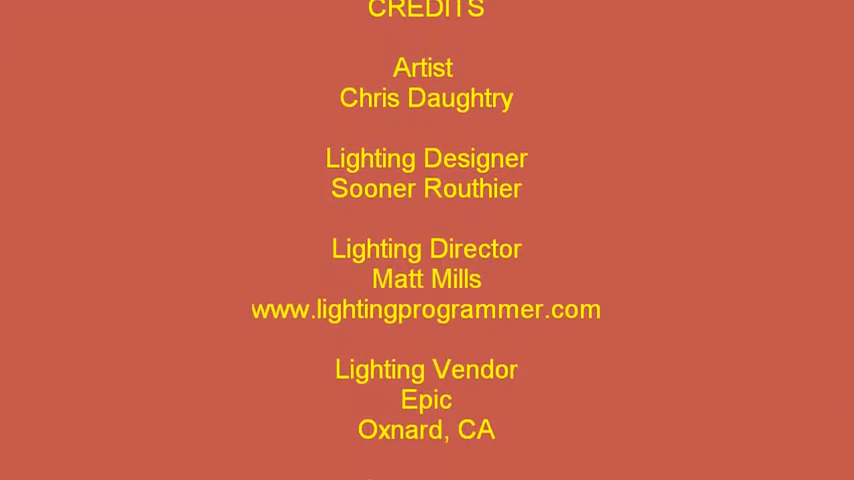 CREDITS
Artist
Chris Daughtry
Lighting Designer
Sooner Routhier
Lighting Director
Matt Mills
www.lightingprogrammer.com
Lighting Vendor
Epic
Oxnard, CA